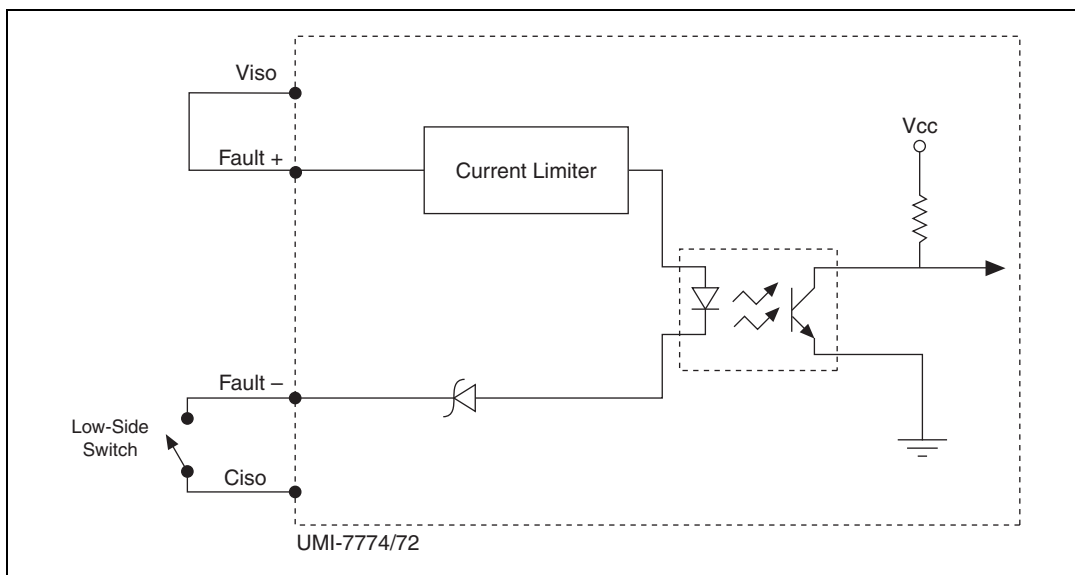 Viso
Fault +
Current Limiter
Vcc
Fault –
Low-Side
Switch
Ciso
UMI-7774/72